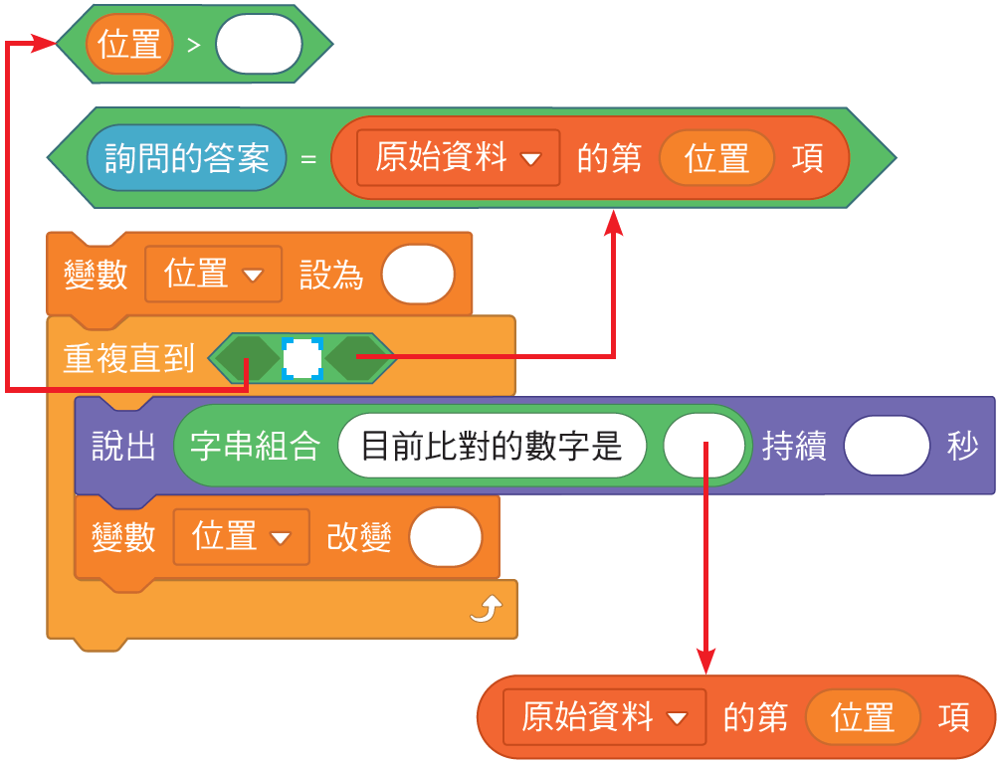 位置 >
詢問的答案 = 原始資料 的第 位置 項
變數 位置 設為
重複直到
說出 字串組合 目前比對的數字是 持續 秒
變數 位置 改變
原始資料 的第 位置 項